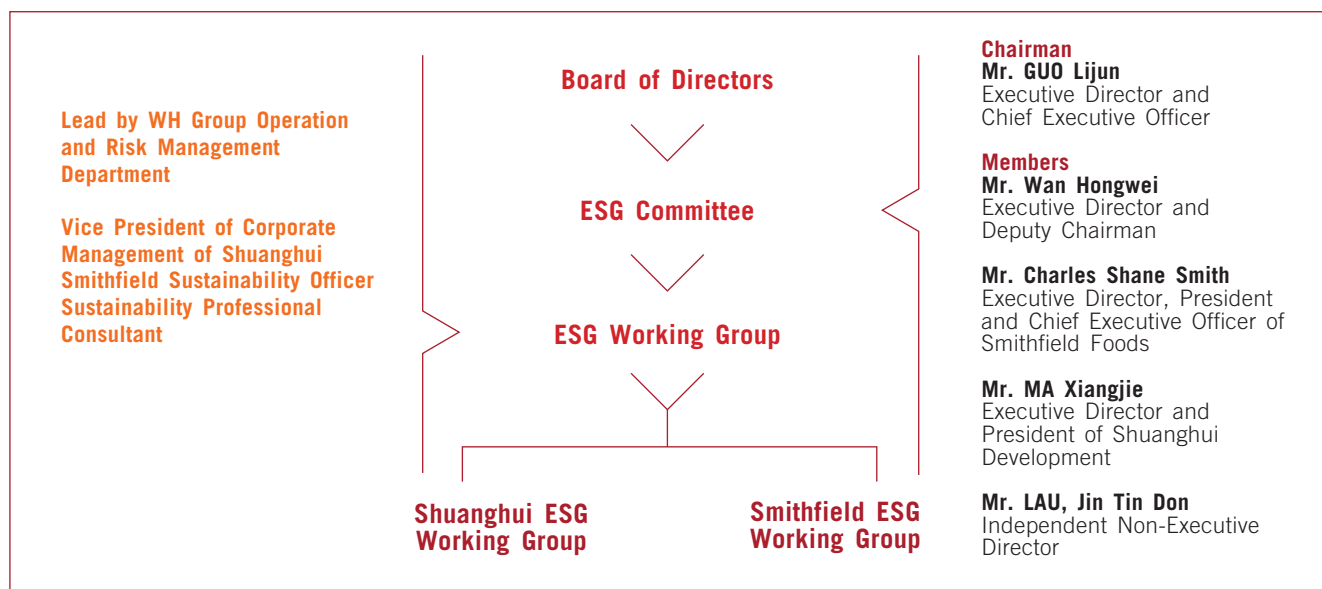 Lead by WH Group Operation
and Risk Management
Department
Vice President of Corporate
Management of Shuanghui
Smithfield Sustainability Officer
Sustainability Professional
Consultant
Board of Directors
ESG Committee
ESG Working Group
Shuanghui ESG
Working Group
Smithfield ESG
Working Group
Chairman
Mr. GUO Lijun
Executive Director and
Chief Executive Officer
Members
Mr. Wan Hongwei
Executive Director and
Deputy Chairman
Mr. Charles Shane Smith
Executive Director, President
and Chief Executive Officer of
Smithfield Foods
Mr. MA Xiangjie
Executive Director and
President of Shuanghui
Development
Mr. LAU, Jin Tin Don
Independent Non-Executive
Director